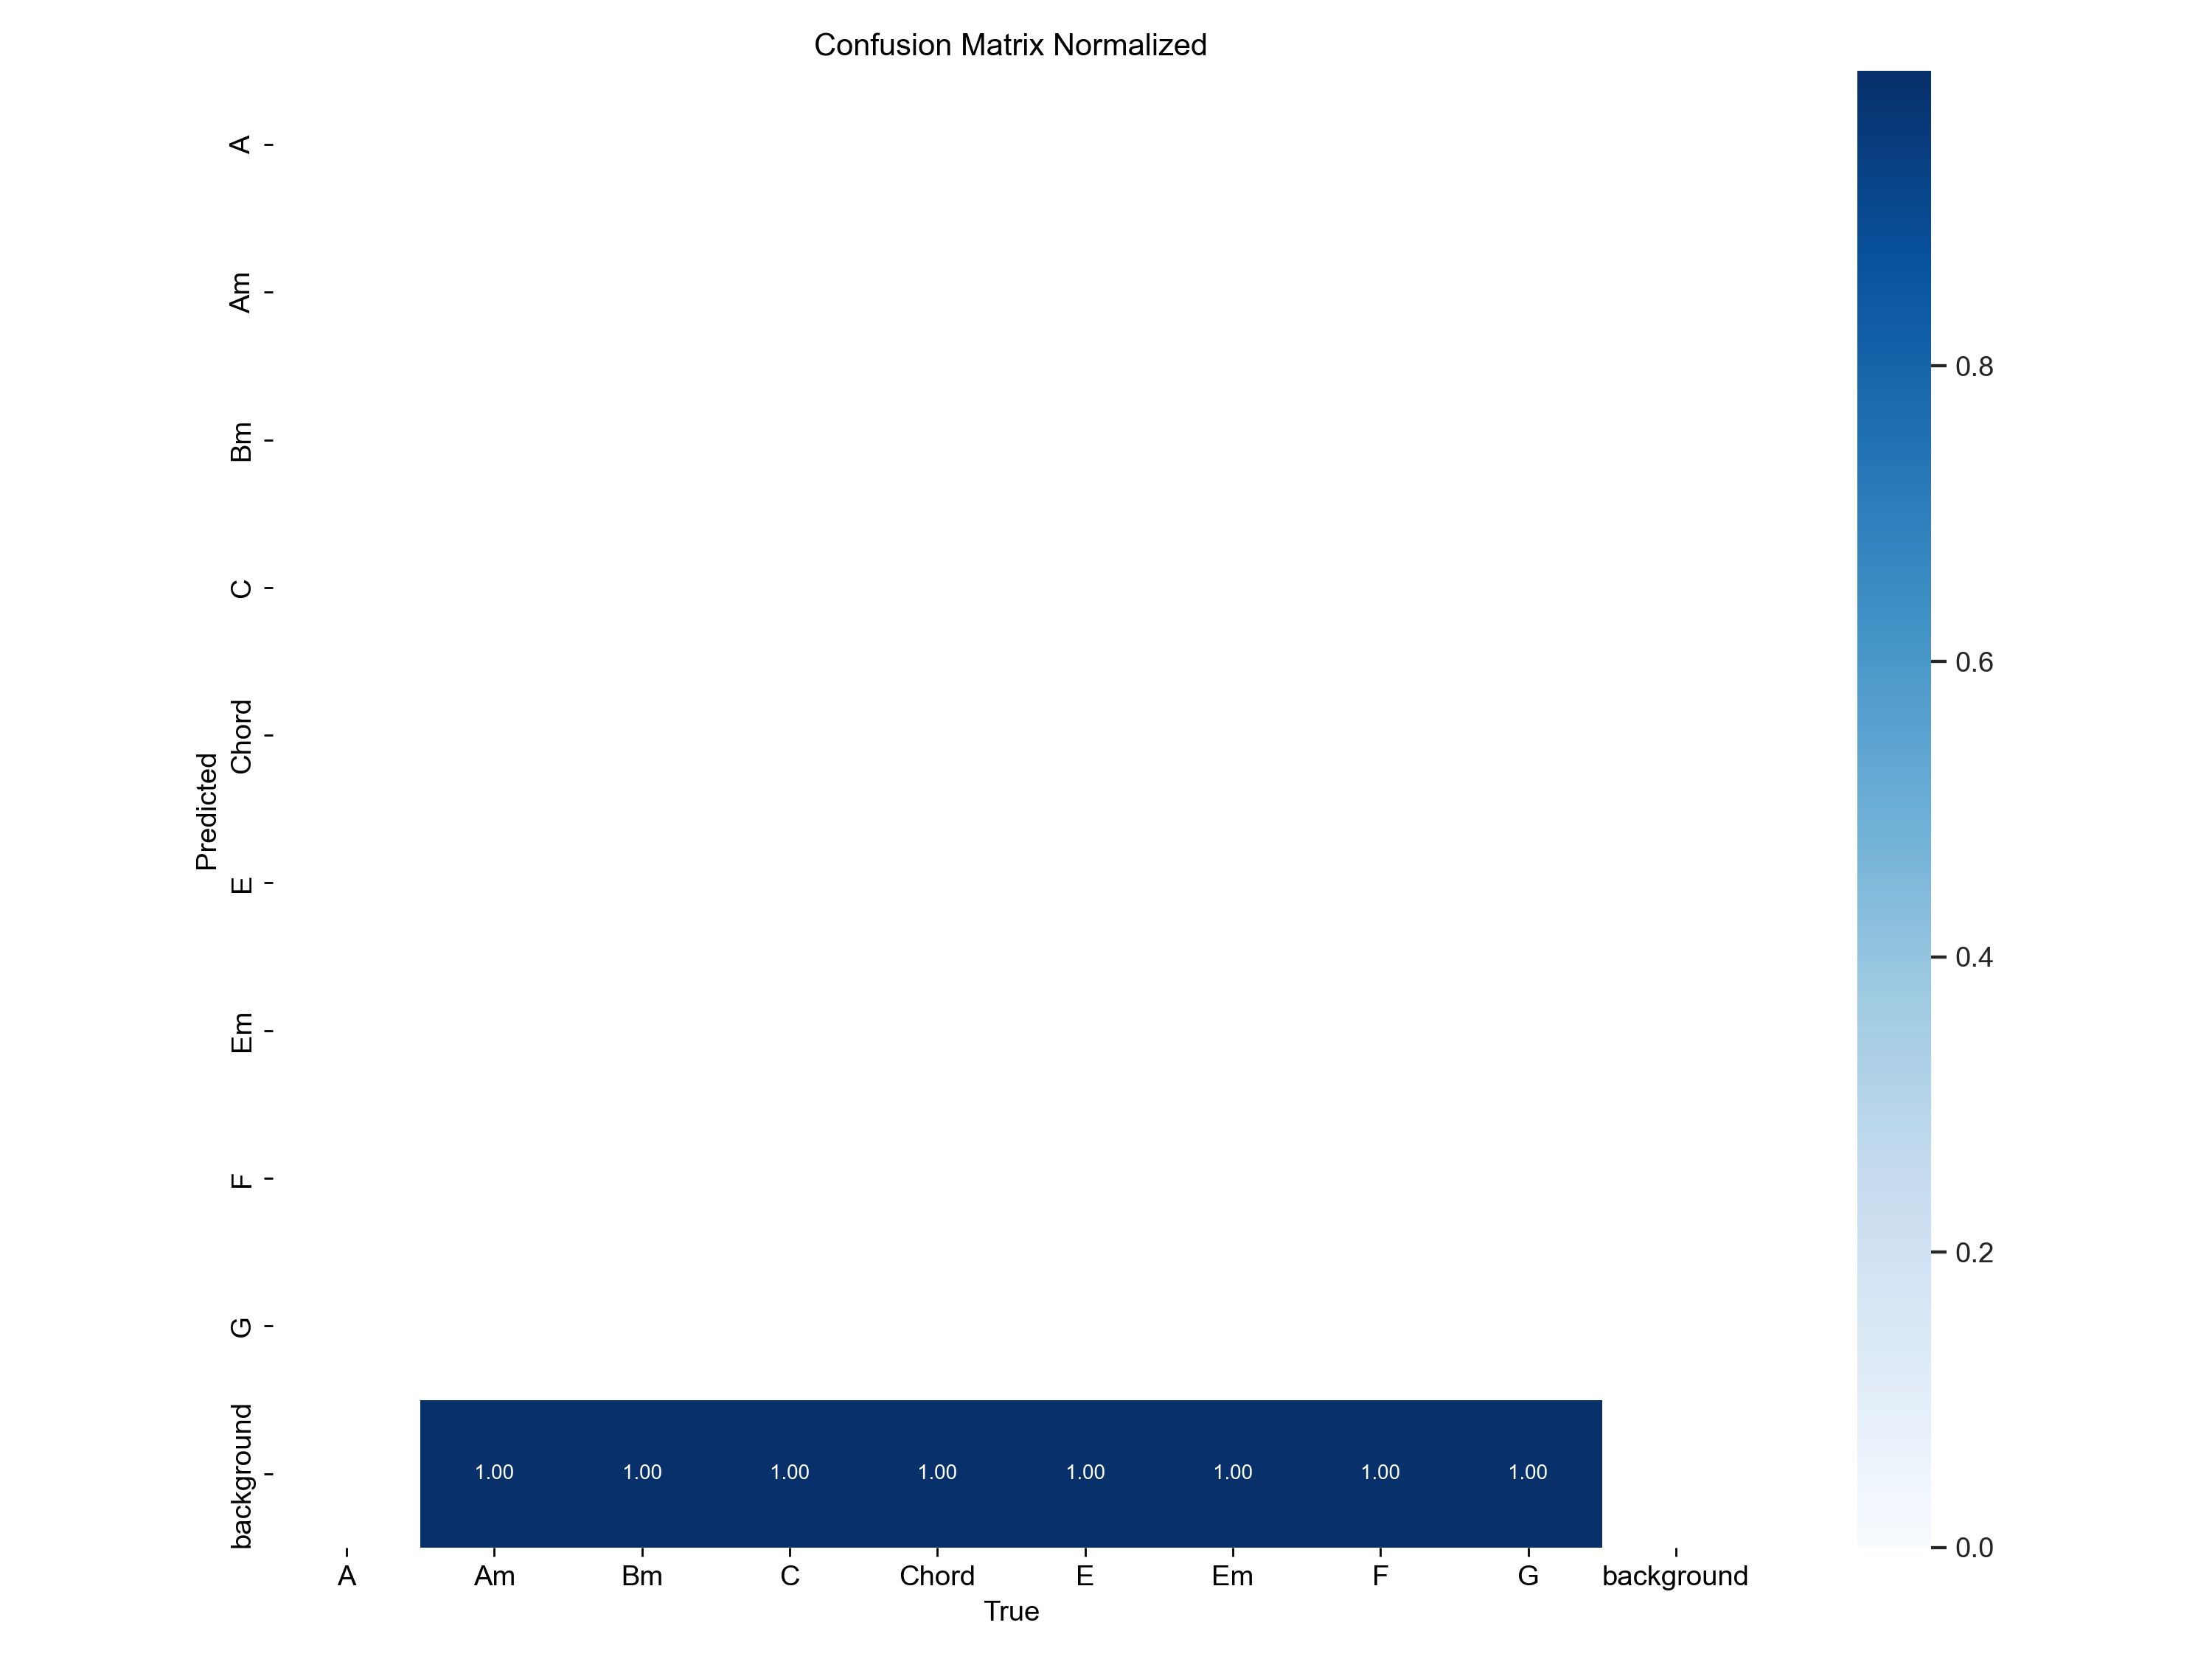 Confusion Matrix Normalized
A
Am
Bm
C
Chord
E
Em
F
G
background
Predicted
1.00 1.00 1.00 1.00 1.00 1.00 1.00 1.00
A Am Bm C Chord E Em F G background
True
0.8
0.6
0.4
0.2
0.0